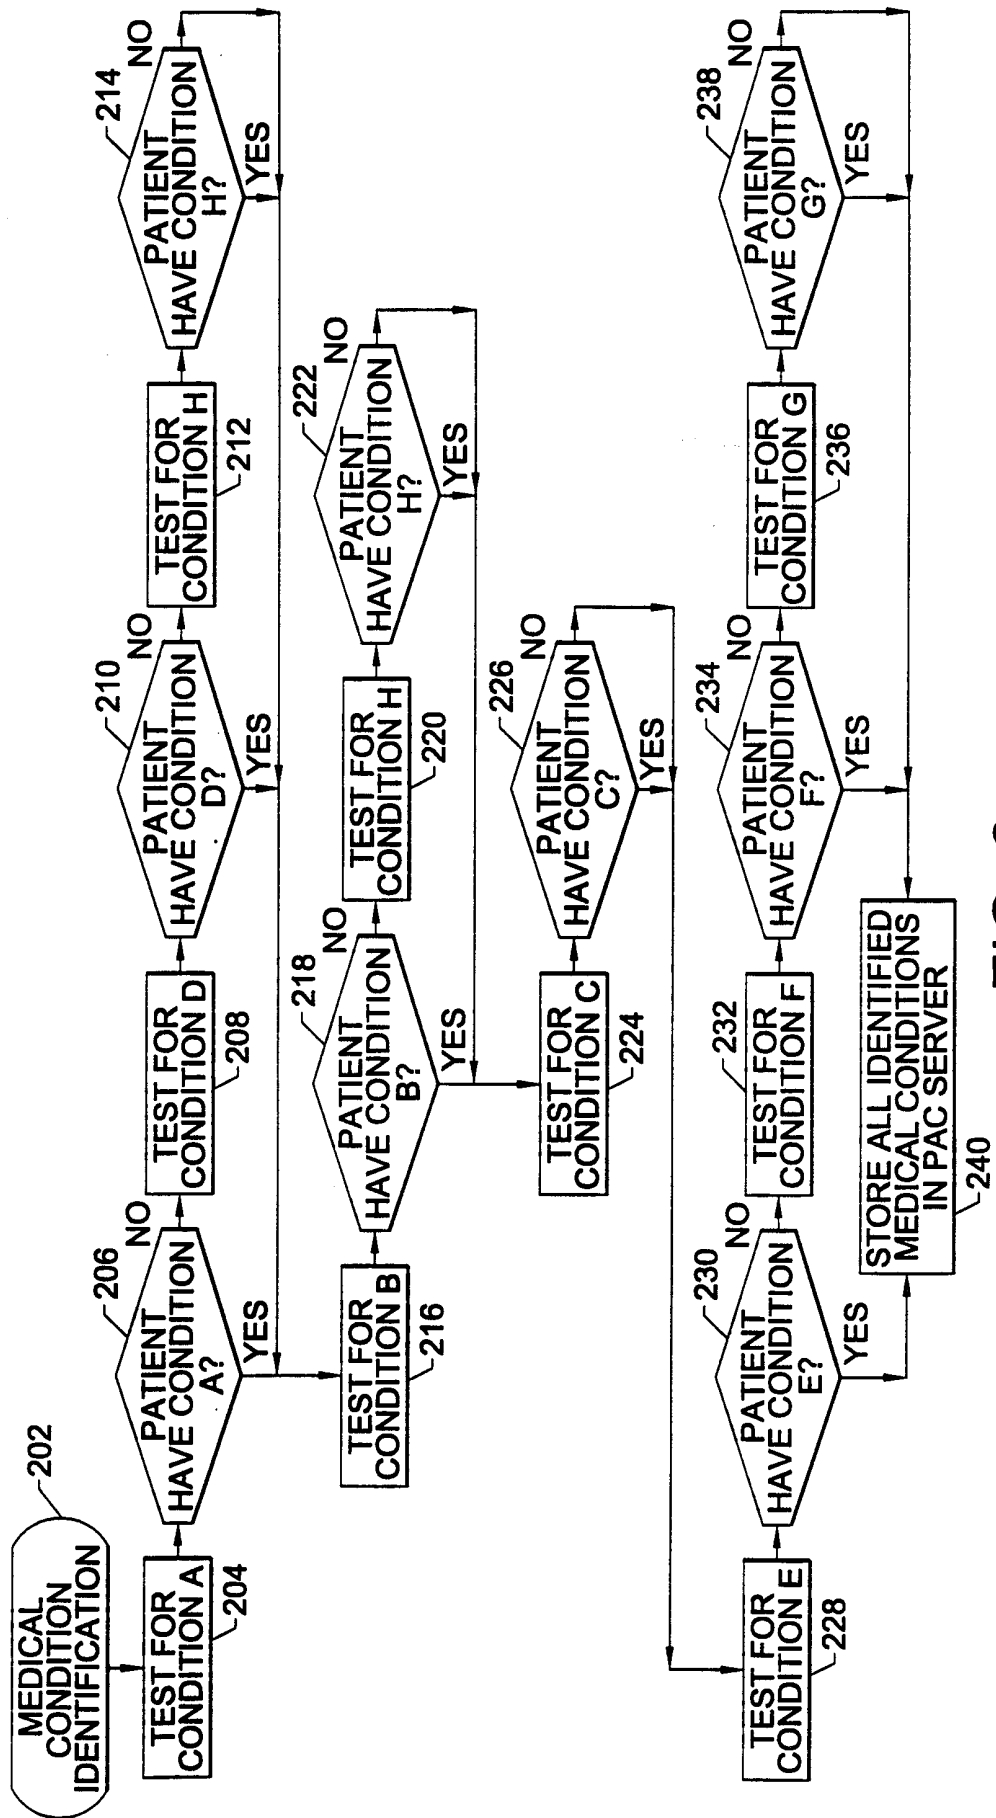 MEDICAL
CONDITION
IDENTIFICATION
202
TEST FOR
CONDITION A
204
PATIENT
HAVE CONDITION
A?
206
NO
YES
TEST FOR
CONDITION D
208
PATIENT
HAVE CONDITION
D?
210
NO
YES
TEST FOR
CONDITION H
212
PATIENT
HAVE CONDITION
H?
214
NO
YES
TEST FOR
CONDITION B
216
PATIENT
HAVE CONDITION
B?
218
NO
YES
TEST FOR
CONDITION H
220
PATIENT
HAVE CONDITION
H?
222
NO
YES
TEST FOR
CONDITION C
224
PATIENT
HAVE CONDITION
C?
226
NO
YES
TEST FOR
CONDITION E
228
PATIENT
HAVE CONDITION
E?
230
NO
YES
TEST FOR
CONDITION F
232
PATIENT
HAVE CONDITION
F?
234
NO
YES
TEST FOR
CONDITION G
236
PATIENT
HAVE CONDITION
G?
238
NO
YES
STORE ALL IDENTIFIED
MEDICAL CONDITIONS
IN PAC SERVER
240